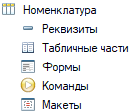 Номенклатура
Реквизиты
Табличные части
Формы
Команды
Макеты